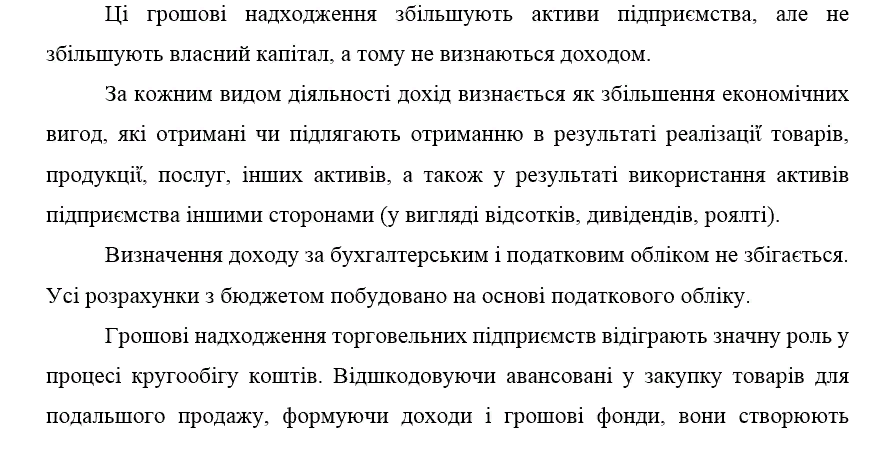 Ці грошові надходження збільшують активи підприємства, але не
збільшують власний капітал, а тому не визнаються доходом.
За кожним видом діяльності дохід визнається як збільшення економічних
вигод, які отримані чи підлягають отриманню в результаті реалізації товарів,
продукції, послуг, інших активів, а також у результаті використання активів
підприємства іншими сторонами (у вигляді відсотків, дивідендів, роялті).
Визначення доходу за бухгалтерським і податковим обліком не збігається.
Усі розрахунки з бюджетом побудовано на основі податкового обліку.
Грошові надходження торговельних підприємств відіграють значну роль у
процесі кругообігу коштів. Відшкодовуючи авансовані у закупку товарів для
подальшого продажу, формуючи доходи і грошові фонди, вони створюють